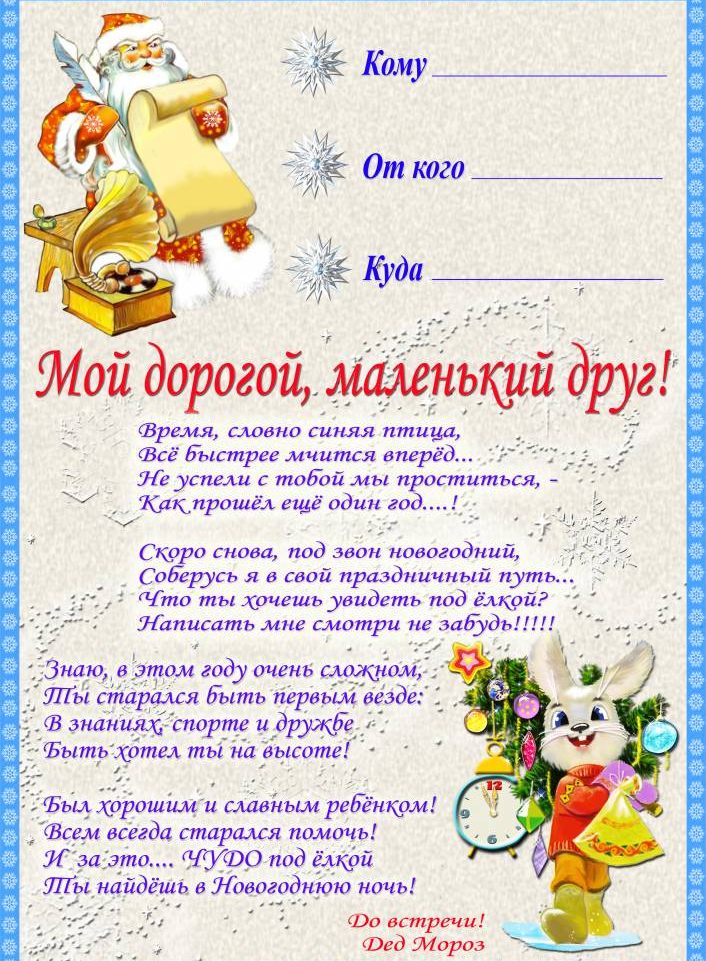 Кому
От кого
Куда
Мой дорогой, маленький друг!
Время, словно синяя птица,
Всё быстрее мчится вперёд...
Не успели с тобой мы проститься, -
Как прошёл ещё один год....!
Скоро снова, под звон новогодний,
Соберусь я в свой праздничный путь...
Что ты хочешь увидеть под ёлкой?
Написать мне смотри не забудь!!!!!
Знаю, в этом году очень сложном,
Ты старался быть первым везде:
В знаниях, спорте и дружбе
Быть хотел ты на высоте!
Был хорошим и славным ребёнком!
Всем всегда старался помочь!
И за это.... ЧУДО под ёлкой
Ты найдёшь в Новогоднюю ночь!
12
9
6
До встречи!
Дед Мороз